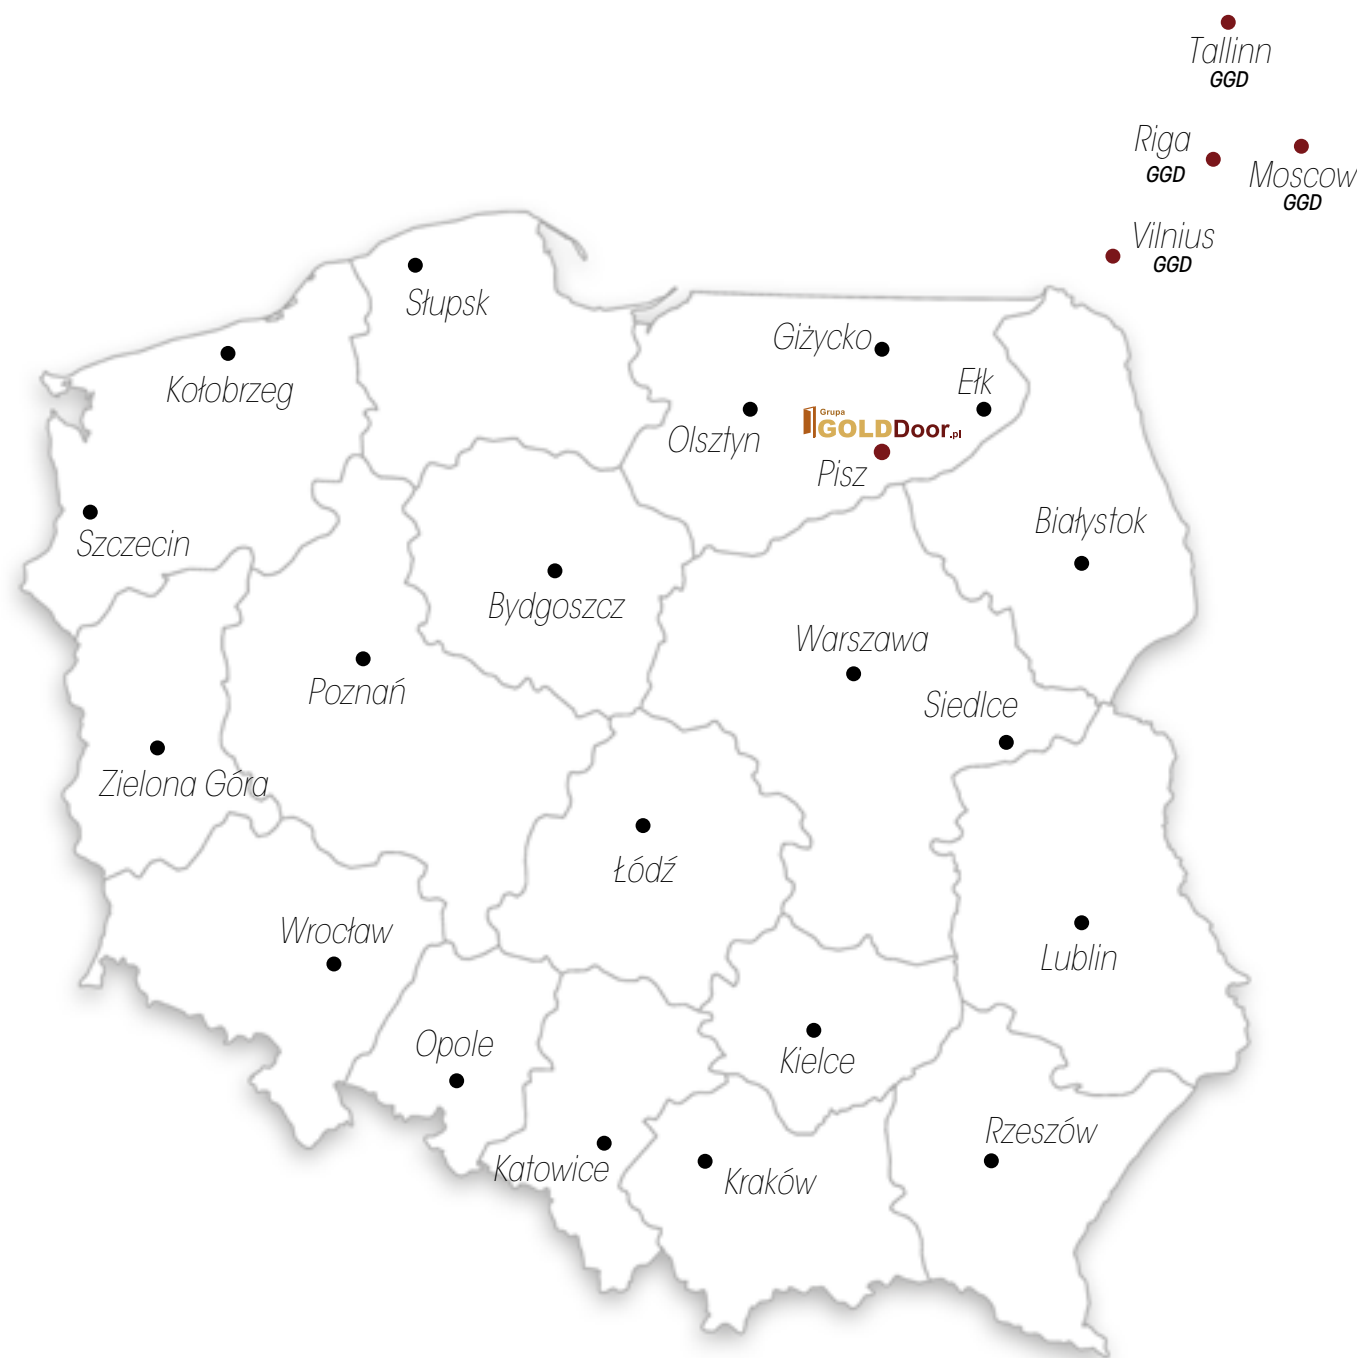 Tallinn
GGD
Riga
GGD
Moscow
GGD
Vilnius
GGD
Słupsk
Giżycko
Kołobrzeg
Ełk
Grupa
GOLDDoor.pl
Olsztyn
Pisz
Szczecin
Białystok
Bydgoszcz
Warszawa
Poznań
Siedlce
Zielona Góra
Łódź
Wrocław
Lublin
Opole
Kielce
Rzeszów
Katowice
Kraków